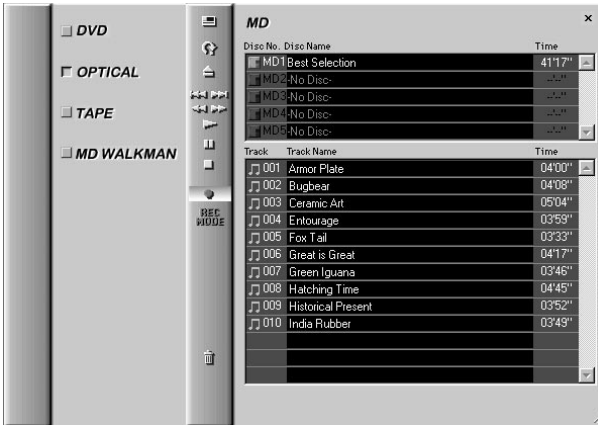 DVD
OPTICAL
TAPE
MD WALKMAN
REC
MODE
MD
Disc No. Disc Name Time
MD1 Best Selection 41'17"
MD2 -No Disc- --'--"
MD3 -No Disc- --'--"
MD4 -No Disc- --'--"
MD5 -No Disc- --'--"
Track Track Name Time
001 Armor Plate 04'00"
002 Bugbear 04'08"
003 Ceramic Art 05'04"
004 Entourage 03'59"
005 Fox Tail 03'33"
006 Great is Great 04'17"
007 Green Iguana 03'46"
008 Hatching Time 04'45"
009 Historical Present 03'52"
010 India Rubber 03'49"